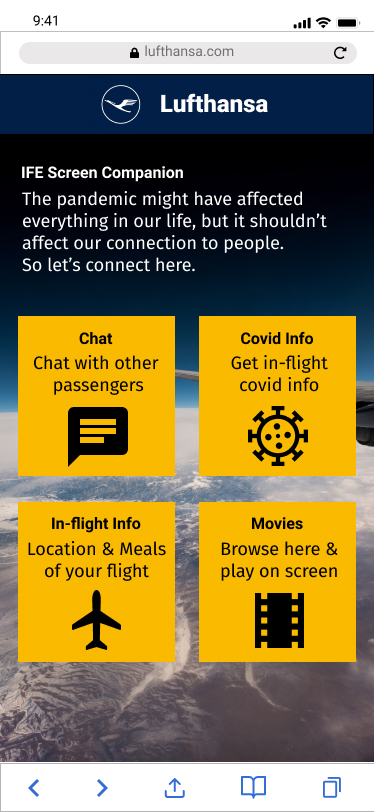 9:41
lufthansa.com
Lufthansa
IFE Screen Companion
The pandemic might have affected
everything in our life, but it shouldn’t
affect our connection to people.
So let’s connect here.
Chat
Chat with other
passengers
Covid Info
Get in-flight
covid info
In-flight Info
Location & Meals
of your flight
Movies
Browse here &
play on screen